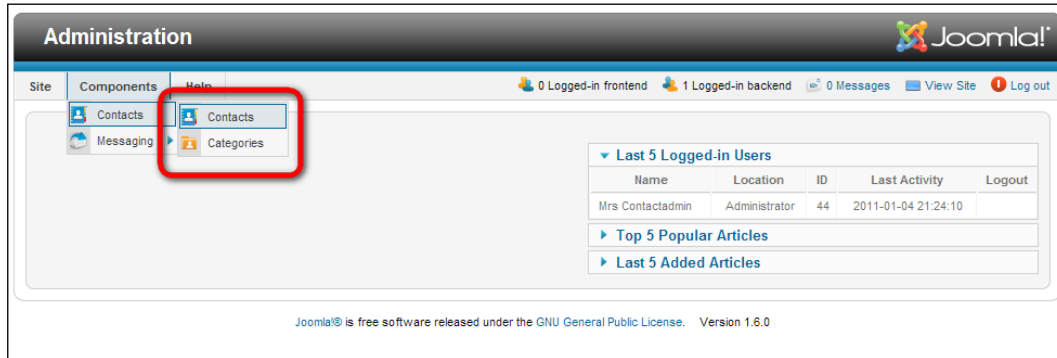 Administration
Joomla!
Site Components Help 0 Logged-in frontend 1 Logged-in backend 0 Messages View Site Log out
Contacts Contacts
Messaging Categories
Last 5 Logged-in Users
Name Location ID Last Activity Logout
Mrs Contactadmin Administrator 44 2011-01-04 21:24:10
Top 5 Popular Articles
Last 5 Added Articles
Joomla!® is free software released under the GNU General Public License. Version 1.6.0